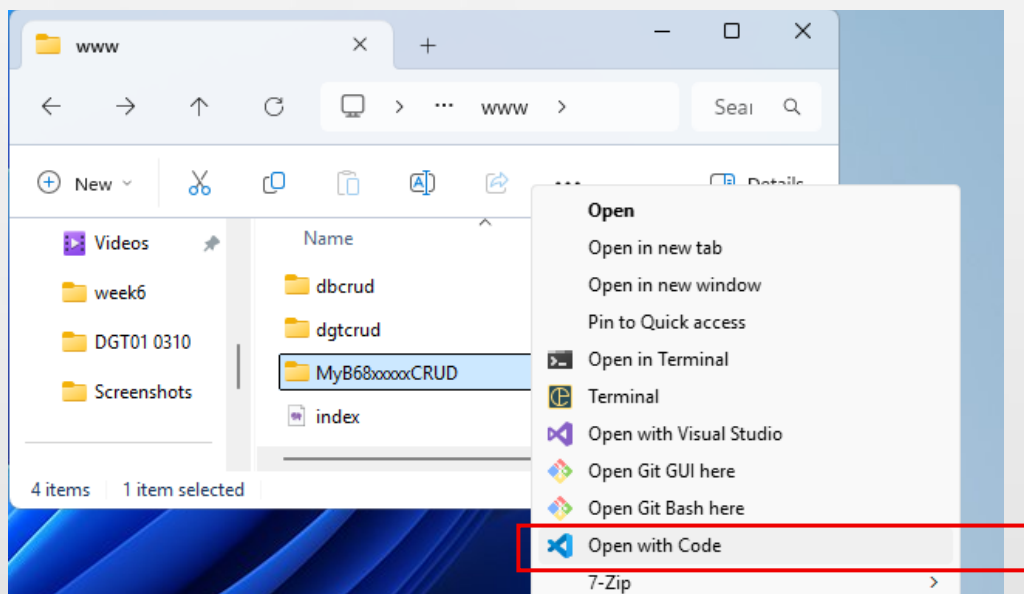 www
www
Sear
New
Details
Videos
week6
DGT01 0310
Screenshots
Name
dbcrud
dgtcrud
MyB68xxxxxCRUD
index
4 items
1 item selected
Open
Open in new tab
Open in new window
Pin to Quick access
Open in Terminal
Terminal
Open with Visual Studio
Open Git GUI here
Open Git Bash here
Open with Code
7-Zip